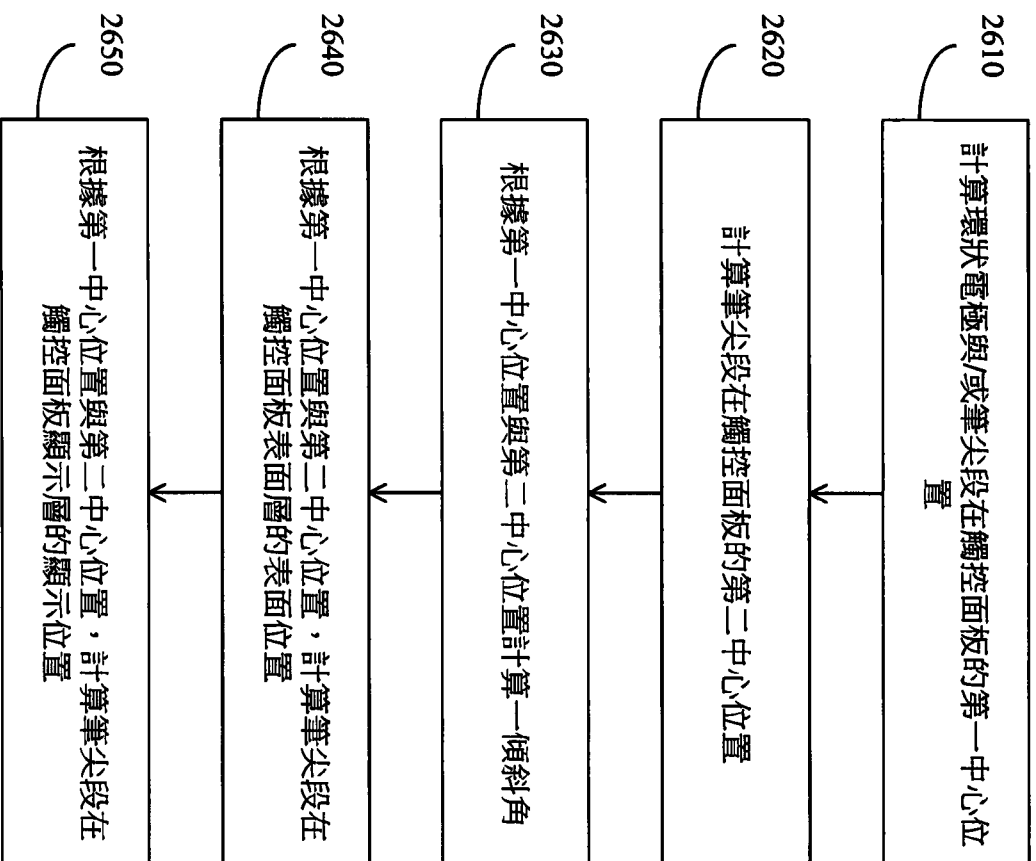 2610
計算環狀電極與/或筆尖段在觸控面板的第一中心位
置
2620
計算筆尖段在觸控面板的第二中心位置
2630
根據第一中心位置與第二中心位置計算一傾斜角
2640
根據第一中心位置與第二中心位置，計算筆尖段在
觸控面板表面層的表面位置
2650
根據第一中心位置與第二中心位置，計算筆尖段在
觸控面板顯示層的顯示位置